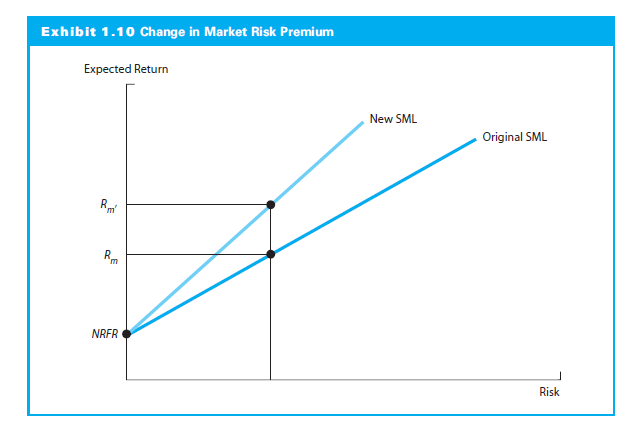 Exhibit 1.10 Change in Market Risk Premium
Expected Return
New SML
Original SML
Rm′
Rm
NRFR
Risk